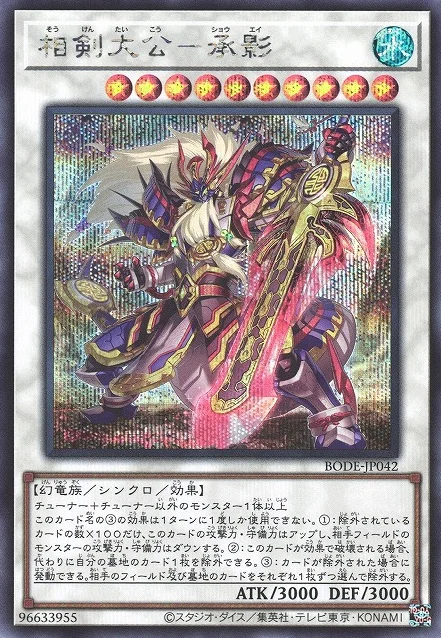 相剣大公－承影
BODE-JP042
【幻竜族／シンクロ／効果】
チューナー＋チューナー以外のモンスター1体以上
このカード名の③の効果は1ターンに1度しか使用できない。①：除外されている
カードの数×１００だけ、このカードの攻撃力・守備力はアップし、相手フィールドの
モンスターの攻撃力・守備力はダウンする。②：このカードが効果で破壊される場合、
代わりに自分の墓地のカード1枚を除外できる。③：カードが除外された場合に
発動できる。相手のフィールド及び墓地のカードをそれぞれ1枚ずつ選んで除外する。
ATK/3000 DEF/3000
96633955
©スタジオ・ダイス／集英社・テレビ東京・KONAMI